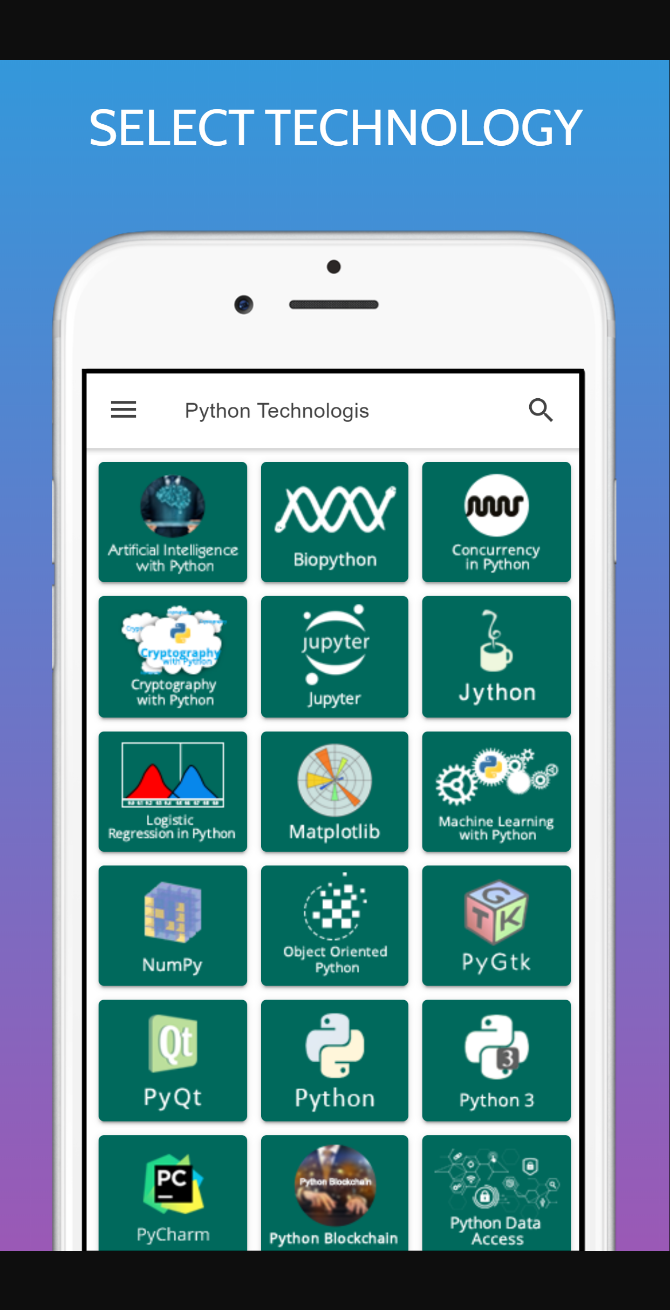 SELECT TECHNOLOGY
Python Technologis
Artificial Intelligence
with Python
Biopython
Concurrency
in Python
Cryptography
with Python
Cryptography
with Python
jupyter
Jupyter
Jython
Logistic
Regression in Python
Matplotlib
Machine Learning
with Python
NumPy
Object Oriented
Python
G
T K
PyGtk
Qt
PyQt
Python
3
Python 3
PC
PyCharm
Python Blockchain
Python Blockchain
Python Data
Access